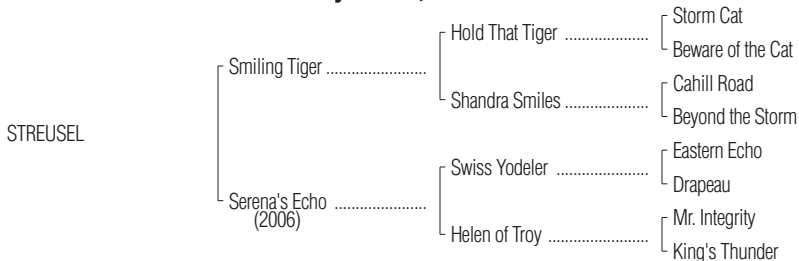 Storm Cat
Hold That Tiger ....................
Beware of the Cat
Smiling Tiger ........................
Cahill Road
Shandra Smiles ....................
Beyond the Storm
STREUSEL
Eastern Echo
Swiss Yodeler ......................
Drapeau
Serena's Echo ......................
(2006)
Mr. Integrity
Helen of Troy ........................
King's Thunder